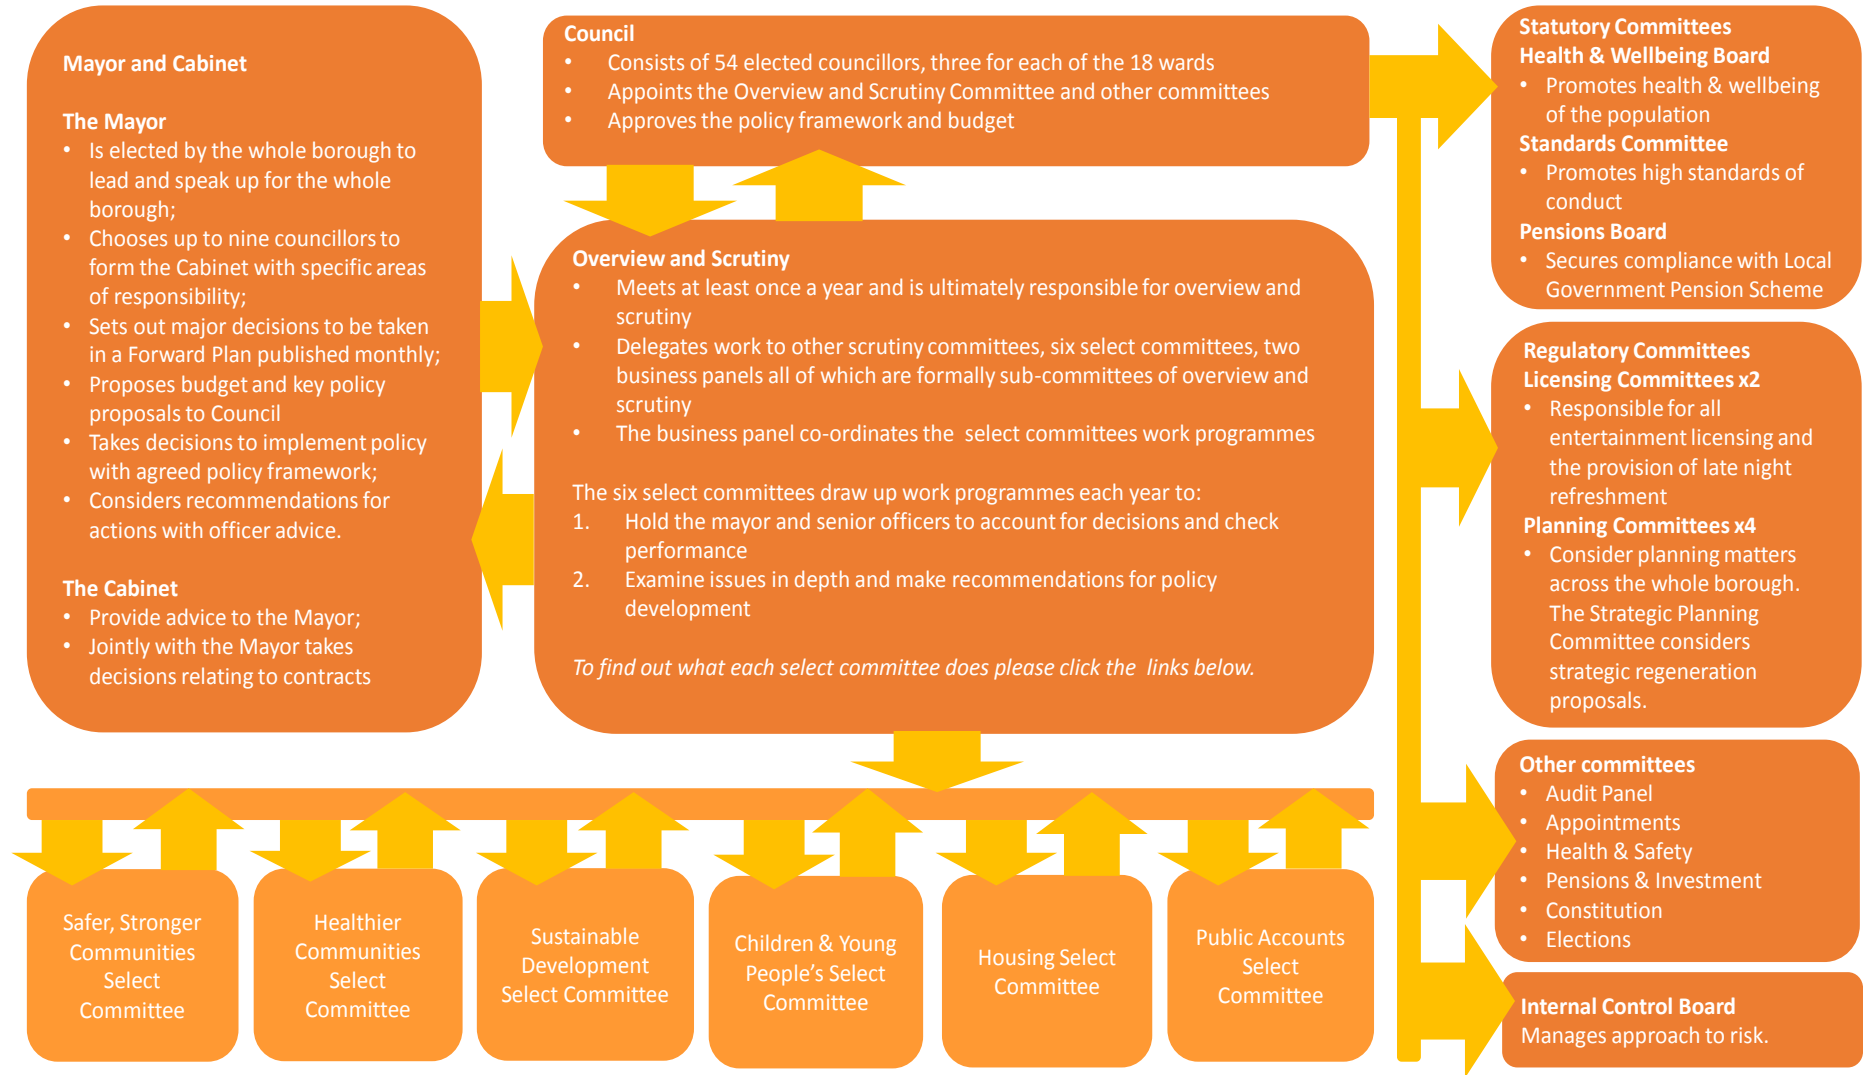 Mayor and Cabinet
The Mayor
• Is elected by the whole borough to
lead and speak up for the whole
borough;
• Chooses up to nine councillors to
form the Cabinet with specific areas
of responsibility;
• Sets out major decisions to be taken
in a Forward Plan published monthly;
• Proposes budget and key policy
proposals to Council
• Takes decisions to implement policy
with agreed policy framework;
• Considers recommendations for
actions with officer advice.
The Cabinet
• Provide advice to the Mayor;
• Jointly with the Mayor takes
decisions relating to contracts
Council
• Consists of 54 elected councillors, three for each of the 18 wards
• Appoints the Overview and Scrutiny Committee and other committees
• Approves the policy framework and budget
Overview and Scrutiny
• Meets at least once a year and is ultimately responsible for overview and
scrutiny
• Delegates work to other scrutiny committees, six select committees, two
business panels all of which are formally sub-committees of overview and
scrutiny
• The business panel co-ordinates the select committees work programmes
The six select committees draw up work programmes each year to:
1. Hold the mayor and senior officers to account for decisions and check
performance
2. Examine issues in depth and make recommendations for policy
development
To find out what each select committee does please click the links below.
Statutory Committees
Health & Wellbeing Board
• Promotes health & wellbeing
of the population
Standards Committee
• Promotes high standards of
conduct
Pensions Board
• Secures compliance with Local
Government Pension Scheme
Regulatory Committees
Licensing Committees x2
• Responsible for all
entertainment licensing and
the provision of late night
refreshment
Planning Committees x4
• Consider planning matters
across the whole borough.
The Strategic Planning
Committee considers
strategic regeneration
proposals.
Other committees
• Audit Panel
• Appointments
• Health & Safety
• Pensions & Investment
• Constitution
• Elections
Internal Control Board
Manages approach to risk.
Safer, Stronger
Communities
Select
Committee
Healthier
Communities
Select
Committee
Sustainable
Development
Select Committee
Children & Young
People's Select
Committee
Housing Select
Committee
Public Accounts
Select
Committee